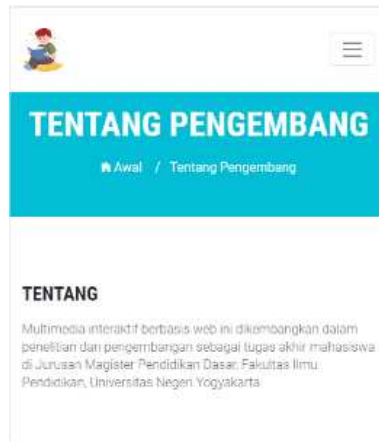 TENTANG PENGEMBANG
Awal / Tentang Pengembang
TENTANG
Multimedia interaktif berbasis web ini dikembangkan dalam
penelitian dan pengembangan sebagai tugas akhir mahasiswa
di Jurusan Magister Pendidikan Dasar, Fakultas Ilmu
Pendidikan, Universitas Negeri Yogyakarta